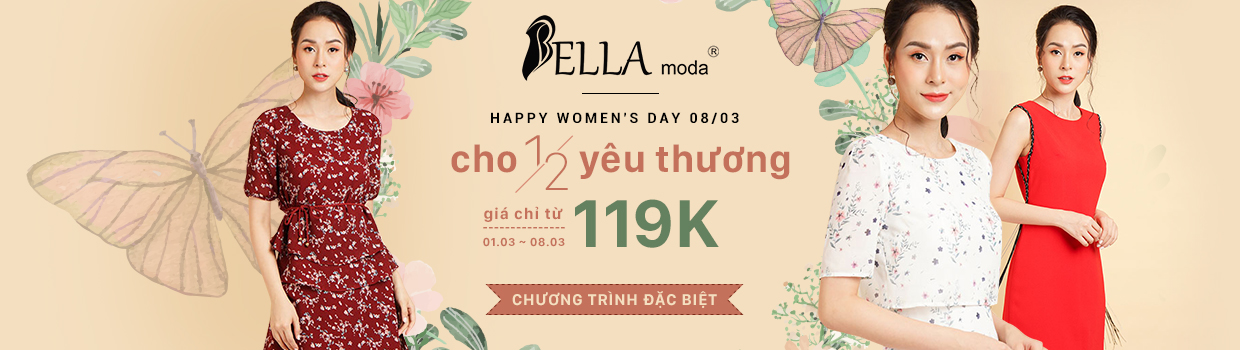 BELLA moda®
HAPPY WOMEN'S DAY 08/03
cho 1/2 yêu thương
giá chỉ từ
01.03 ~ 08.03
119K
CHƯƠNG TRÌNH ĐẶC BIỆT